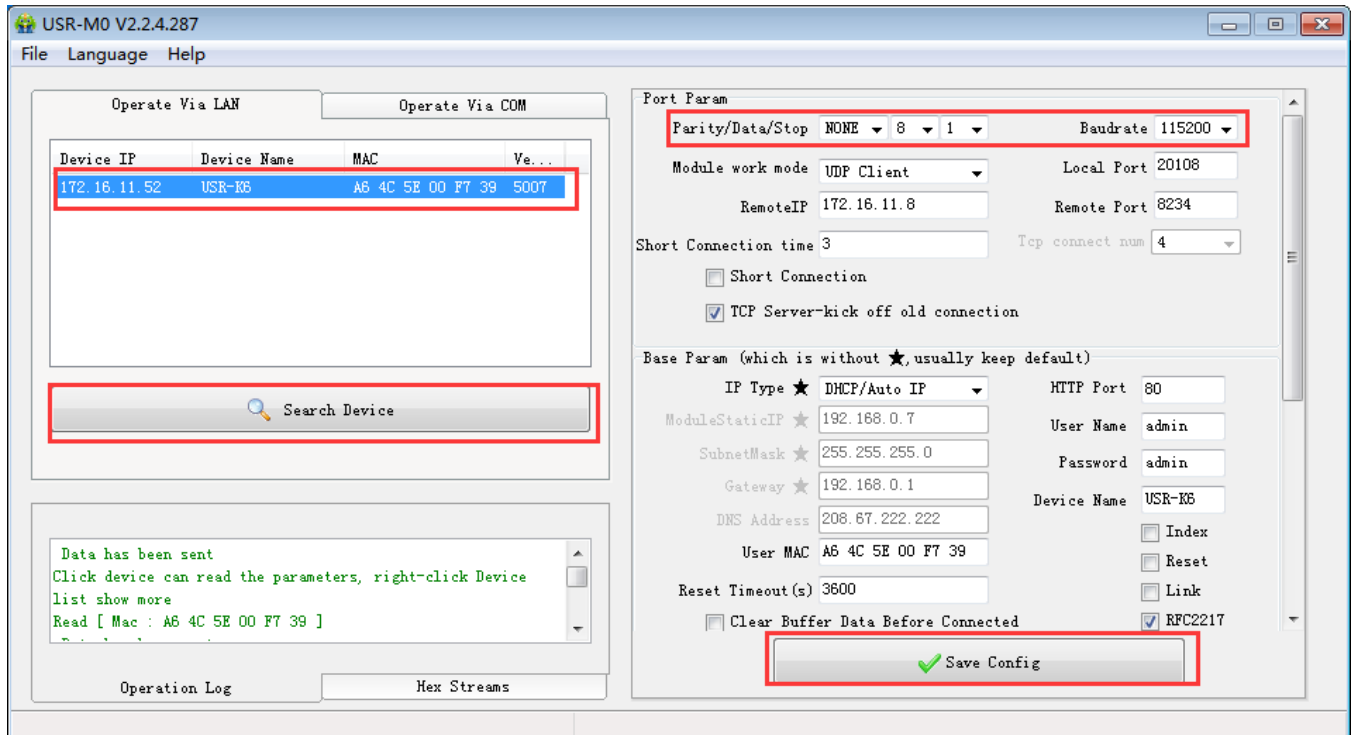 USR-M0 V2.2.4.287
File Language Help
Operate Via LAN Operate Via COM
Device IP Device Name MAC Ve...
172.16.11.52 USR-K6 A6 4C 5E 00 F7 39 5007
Search Device
Data has been sent
Click device can read the parameters, right-click Device
list show more
Read [ Mac : A6 4C 5E 00 F7 39 ]
Operation Log Hex Streams
Port Param
Parity/Data/Stop NONE 8 1 Baudrate 115200
Module work mode UDP Client Local Port 20108
RemoteIP 172.16.11.8 Remote Port 8234
Short Connection time 3 Tcp connect num 4
Short Connection
TCP Server-kick off old connection
Base Param (which is without ★,usually keep default)
IP Type ★ DHCP/Auto IP HTTP Port 80
ModuleStaticIP ★ 192.168.0.7 User Name admin
SubnetMask ★ 255.255.255.0 Password admin
Gateway ★ 192.168.0.1 Device Name USR-K6
DNS Address 208.67.222.222 Index
User MAC A6 4C 5E 00 F7 39 Reset
Reset Timeout(s) 3600 Link
Clear Buffer Data Before Connected RFC2217
Save Config